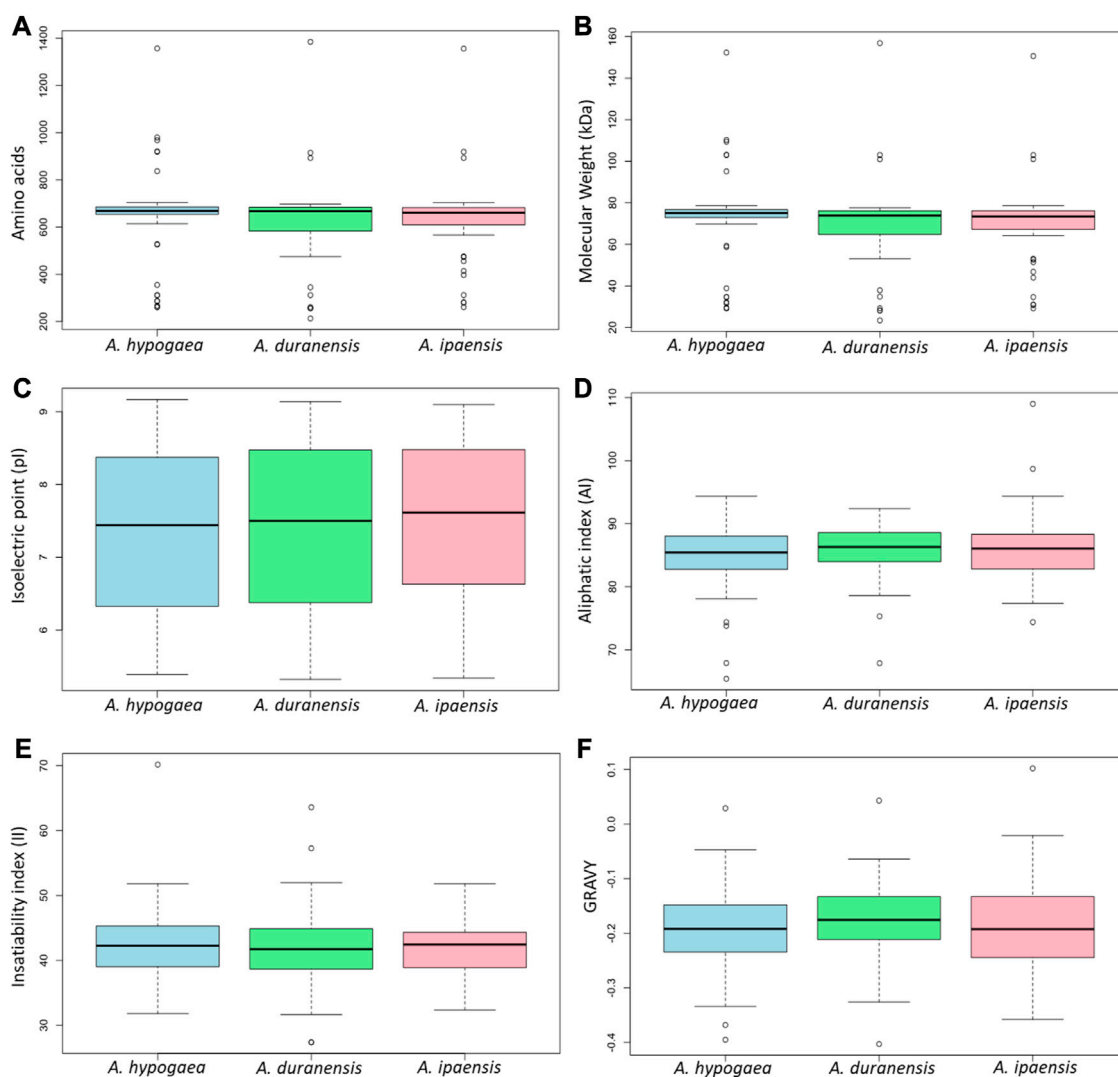 A
Amino acids
1400
1200
1000
800
600
400
200
A. hypogaea A. duranensis A. ipaensis
B
Molecular Weight (kDa)
160
140
120
100
80
60
40
20
A. hypogaea A. duranensis A. ipaensis
C
Isoelectric point (pI)
9
8
7
6
A. hypogaea A. duranensis A. ipaensis
D
Aliphatic index (AI)
110
100
90
80
70
A. hypogaea A. duranensis A. ipaensis
E
Insatiability index (II)
70
60
50
40
30
A. hypogaea A. duranensis A. ipaensis
F
GRAVY
0.1
0.0
-0.1
-0.2
-0.3
-0.4
A. hypogaea A. duranensis A. ipaensis